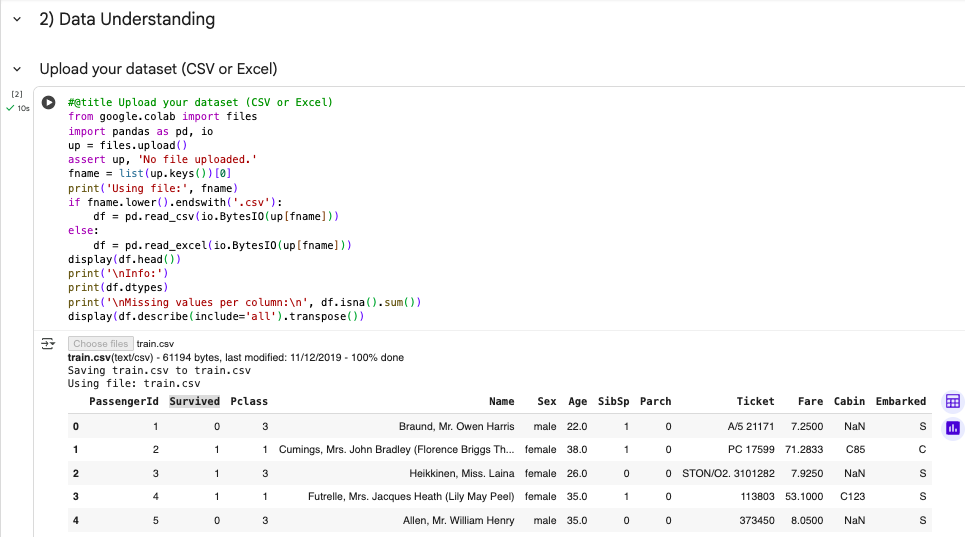 2) Data Understanding
Upload your dataset (CSV or Excel)
[2]
10s
#@title Upload your dataset (CSV or Excel)
from google.colab import files
import pandas as pd, io
up = files.upload()
assert up, 'No file uploaded.'
fname = list(up.keys())[0]
print('Using file:', fname)
if fname.lower().endswith('.csv'):
    df = pd.read_csv(io.BytesIO(up[fname]))
else:
    df = pd.read_excel(io.BytesIO(up[fname]))
display(df.head())
print('\nInfo:')
print(df.dtypes)
print('\nMissing values per column:\n', df.isna().sum())
display(df.describe(include='all').transpose())
Choose files train.csv
train.csv(text/csv) - 61194 bytes, last modified: 11/12/2019 - 100% done
Saving train.csv to train.csv
Using file: train.csv
PassengerId Survived Pclass Name Sex Age SibSp Parch Ticket Fare Cabin Embarked
0 1 0 3 Braund, Mr. Owen Harris male 22.0 1 0 A/5 21171 7.2500 NaN S
1 2 1 1 Cumings, Mrs. John Bradley (Florence Briggs Th... female 38.0 1 0 PC 17599 71.2833 C85 C
2 3 1 3 Heikkinen, Miss. Laina female 26.0 0 0 STON/O2. 3101282 7.9250 NaN S
3 4 1 1 Futrelle, Mrs. Jacques Heath (Lily May Peel) female 35.0 1 0 113803 53.1000 C123 S
4 5 0 3 Allen, Mr. William Henry male 35.0 0 0 373450 8.0500 NaN S